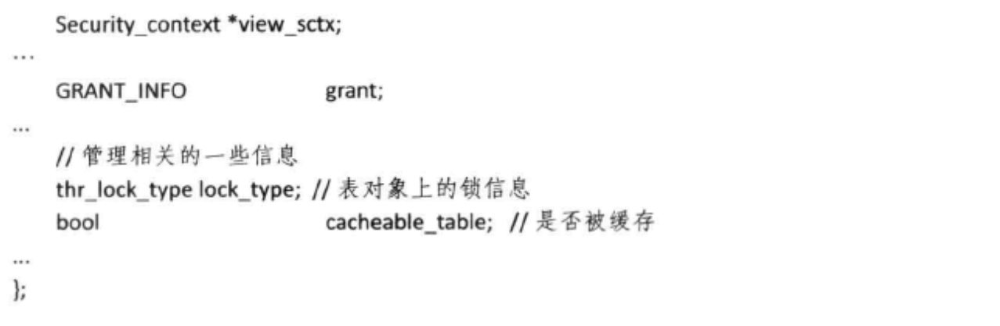 Security_context *view_sctx;
...
GRANT_INFO grant;
...
// 管理相关的一些信息
thr_lock_type lock_type; // 表对象上的锁信息
bool cacheable_table; // 是否被缓存
...
};